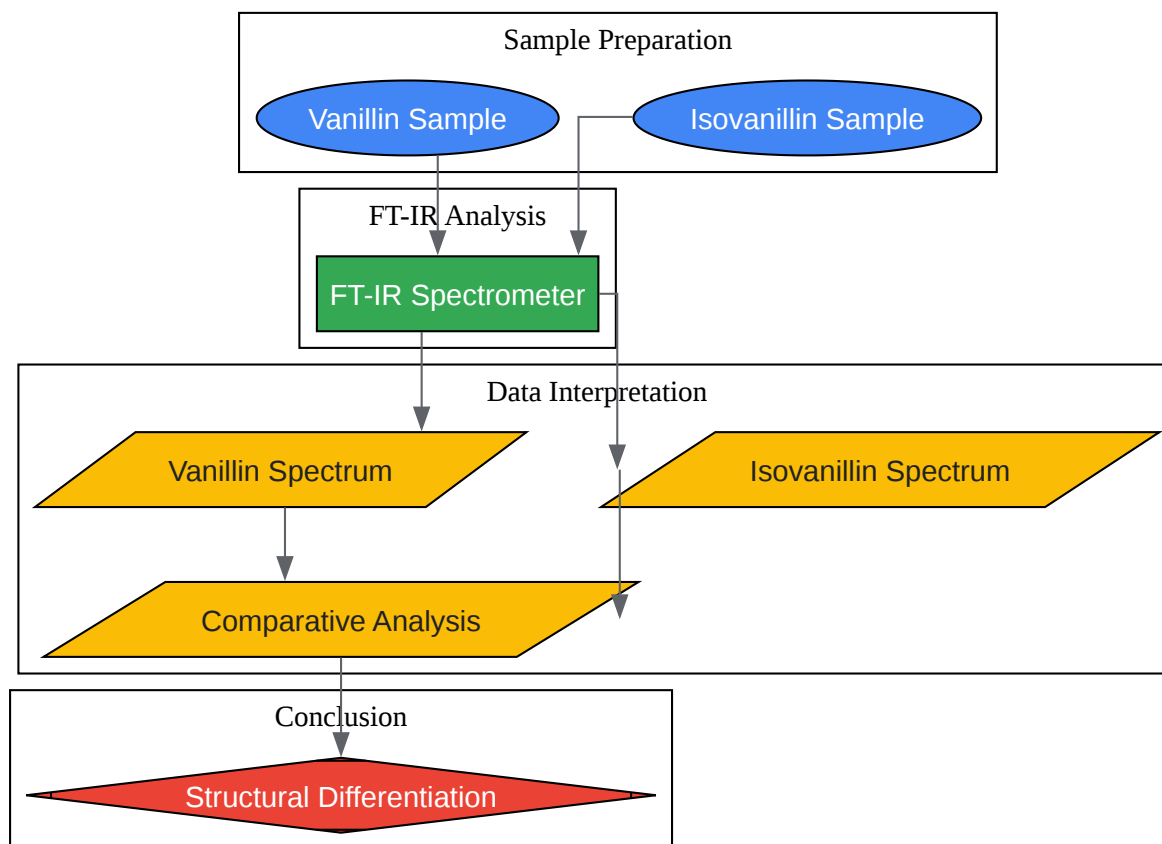 Sample Preparation
Vanillin Sample
Isovanillin Sample
FT-IR Analysis
FT-IR Spectrometer
Data Interpretation
Vanillin Spectrum
Isovanillin Spectrum
Comparative Analysis
Conclusion
Structural Differentiation